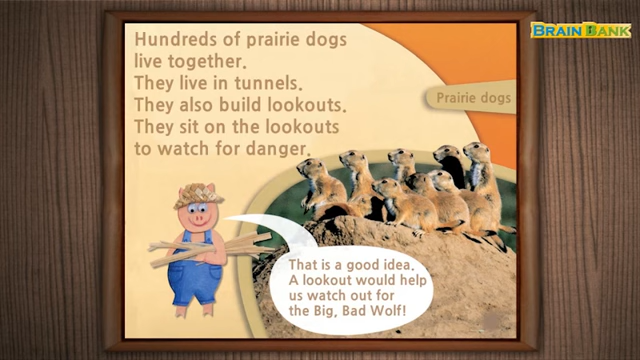 BRAIN BANK
Hundreds of prairie dogs
live together.
They live in tunnels.
They also build lookouts.
They sit on the lookouts
to watch for danger.
Prairie dogs
That is a good idea.
A lookout would help
us watch out for
the Big, Bad Wolf!